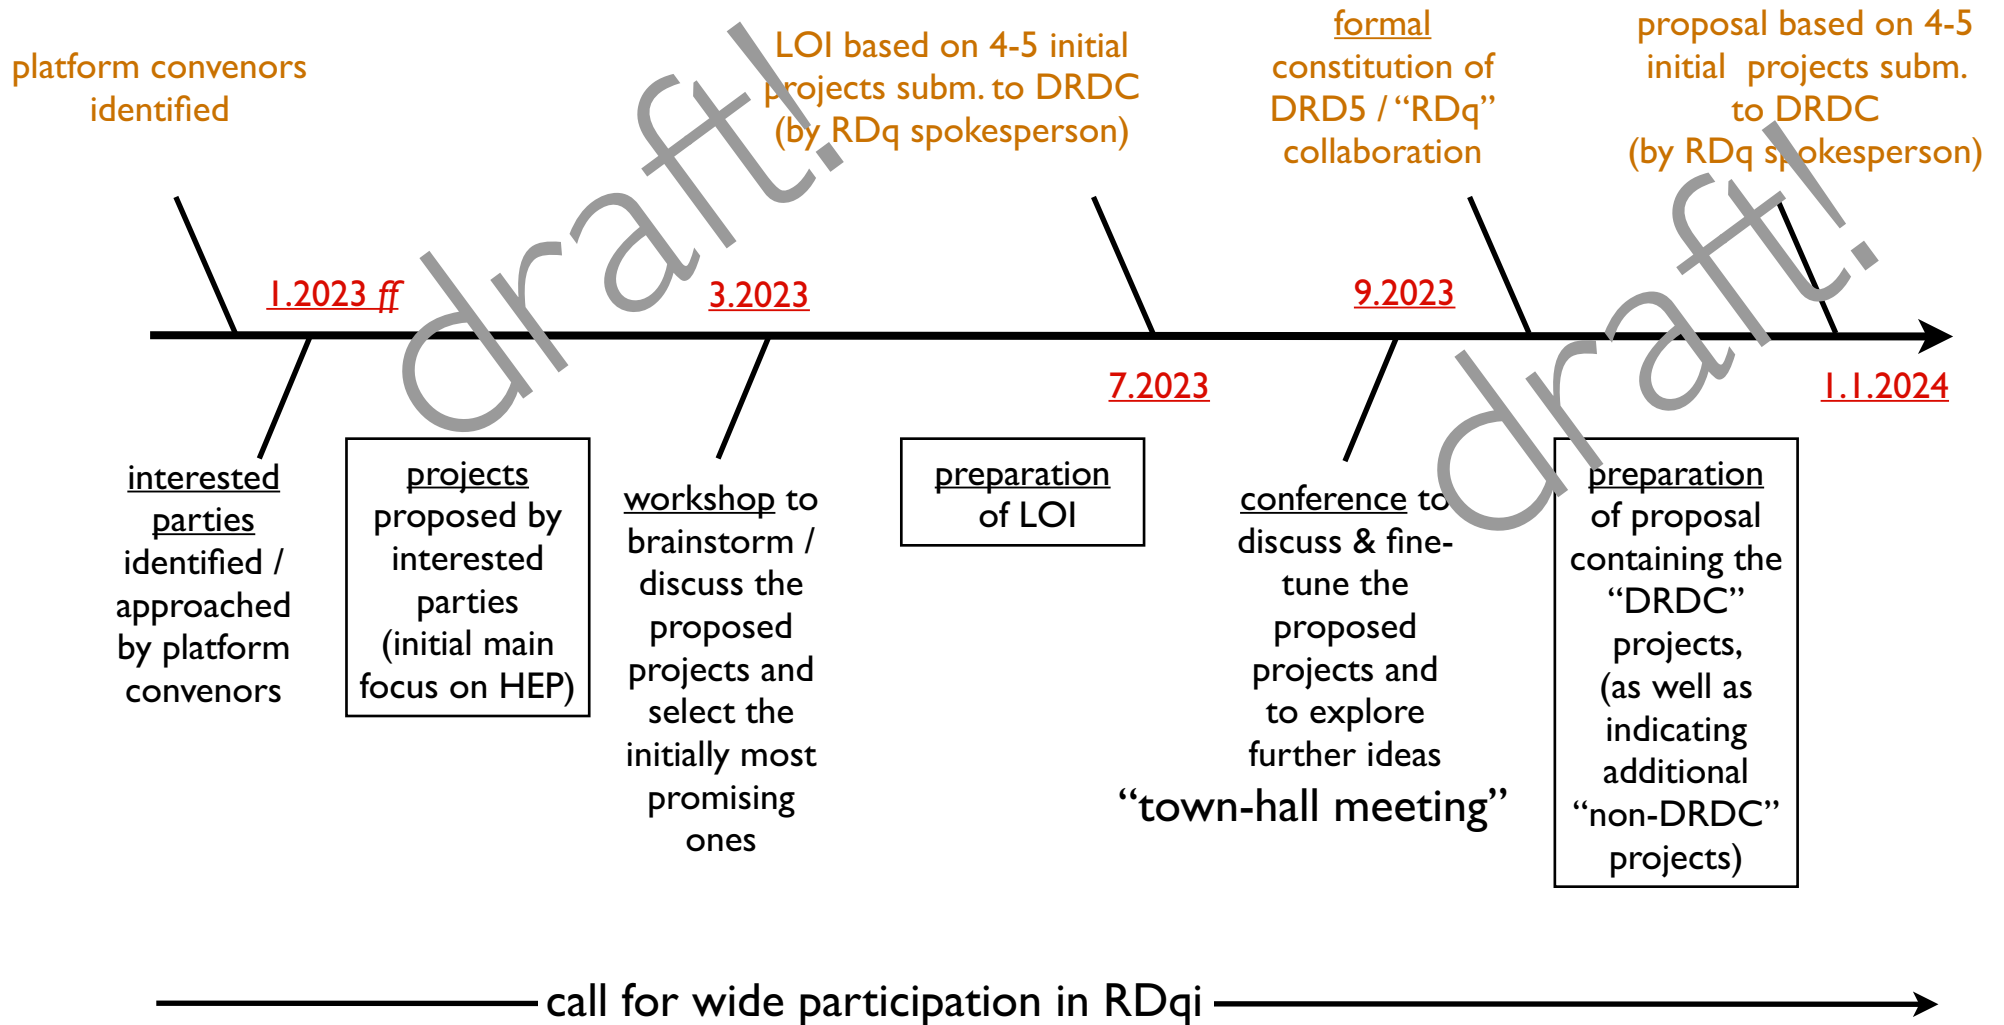 platform convenors
identified
LOI based on 4-5 initial
projects subm. to DRDC
(by RDq spokesperson)
formal
constitution of
DRD5 / “RDq”
collaboration
proposal based on 4-5
initial projects subm.
to DRDC
(by RDq spokesperson)
draft!
draft!
1.2023 ff
3.2023
9.2023
7.2023
1.1.2024
interested
parties
identified /
approached
by platform
convenors
projects
proposed by
interested
parties
(initial main
focus on HEP)
workshop to
brainstorm /
discuss the
proposed
projects and
select the
initially most
promising
ones
preparation
of LOI
conference to
discuss & fine-
tune the
proposed
projects and
to explore
further ideas
“town-hall meeting”
preparation
of proposal
containing the
“DRDC”
projects,
(as well as
indicating
additional
“non-DRDC”
projects)
call for wide participation in RDqi